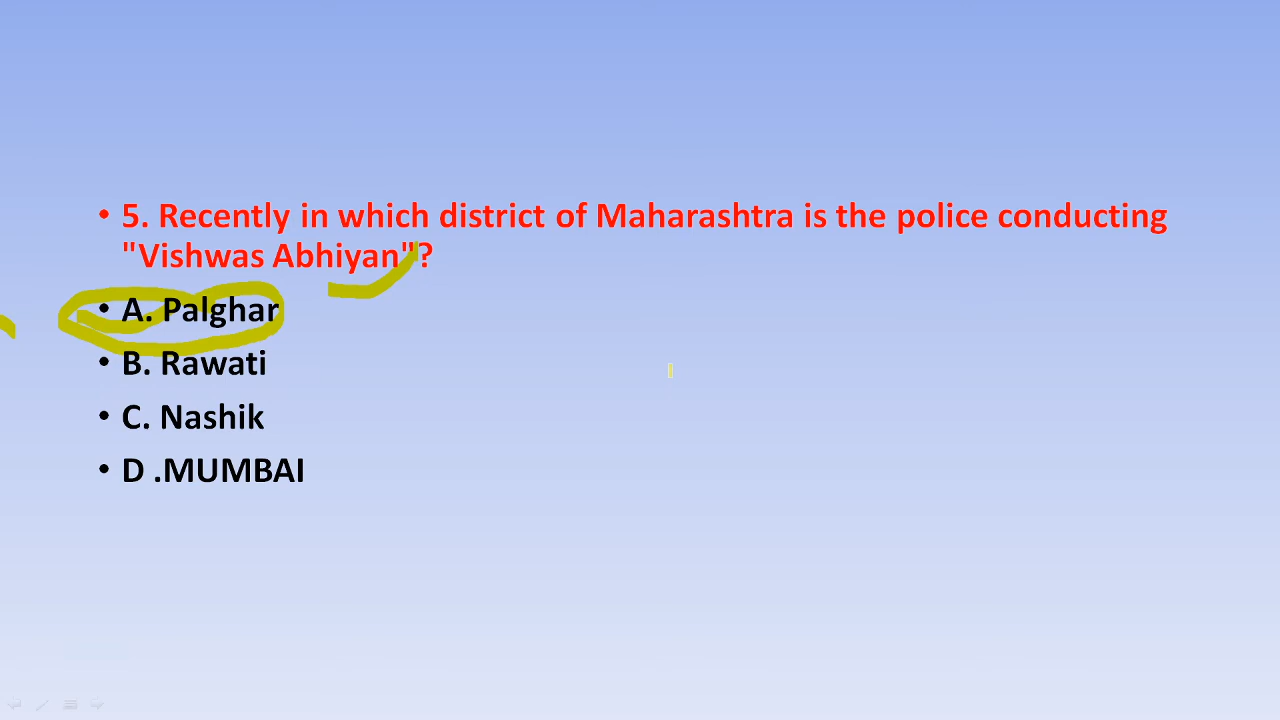 • 5. Recently in which district of Maharashtra is the police conducting
"Vishwas Abhiyan"?
• A. Palghar
• B. Rawati
• C. Nashik
• D .MUMBAI